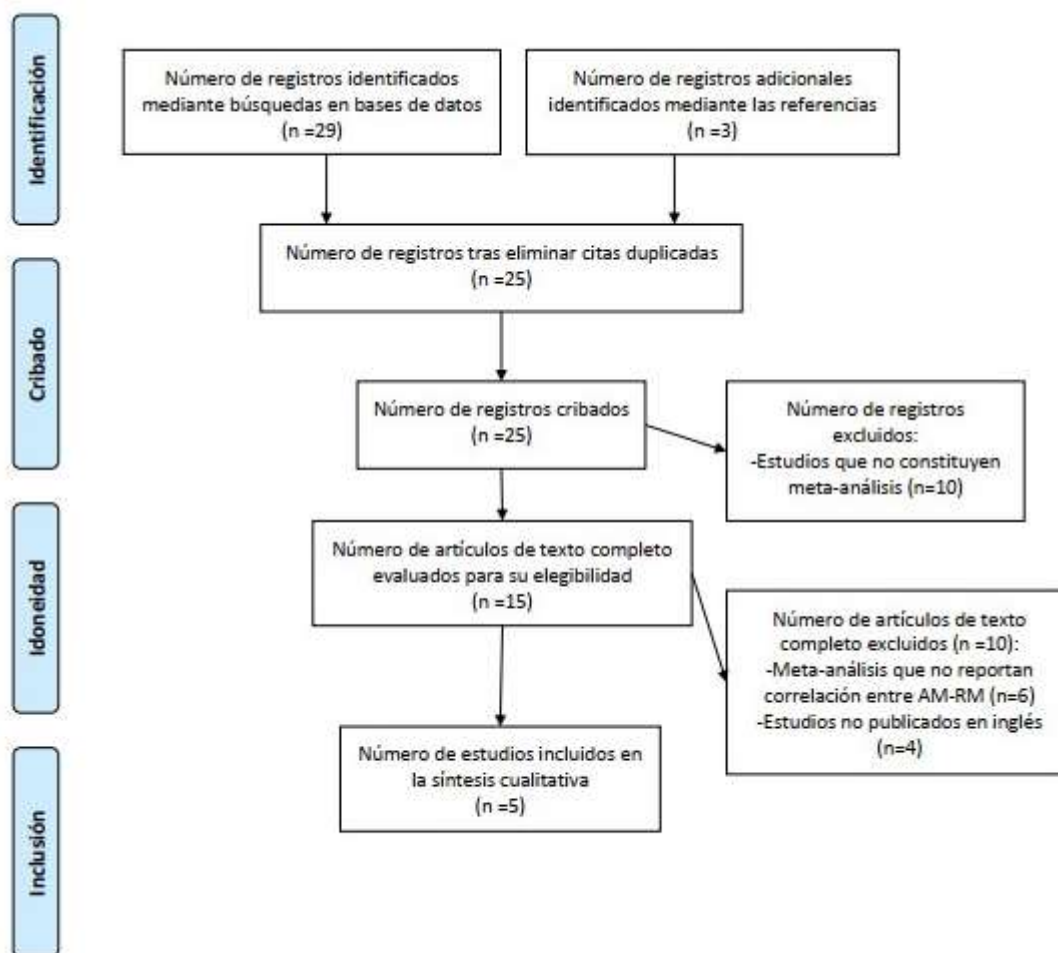 Identificación
Número de registros identificados
mediante búsquedas en bases de datos
(n =29)
Número de registros adicionales
identificados mediante las referencias
(n =3)
Número de registros tras eliminar citas duplicadas
(n =25)
Cribado
Número de registros cribados
(n =25)
Número de registros
excluidos:
-Estudios que no constituyen
meta-análisis (n=10)
Idoneidad
Número de artículos de texto completo
evaluados para su elegibilidad
(n =15)
Número de artículos de texto
completo excluidos (n =10):
-Meta-análisis que no reportan
correlación entre AM-RM (n=6)
-Estudios no publicados en inglés
(n=4)
Inclusión
Número de estudios incluidos en
la síntesis cualitativa
(n =5)